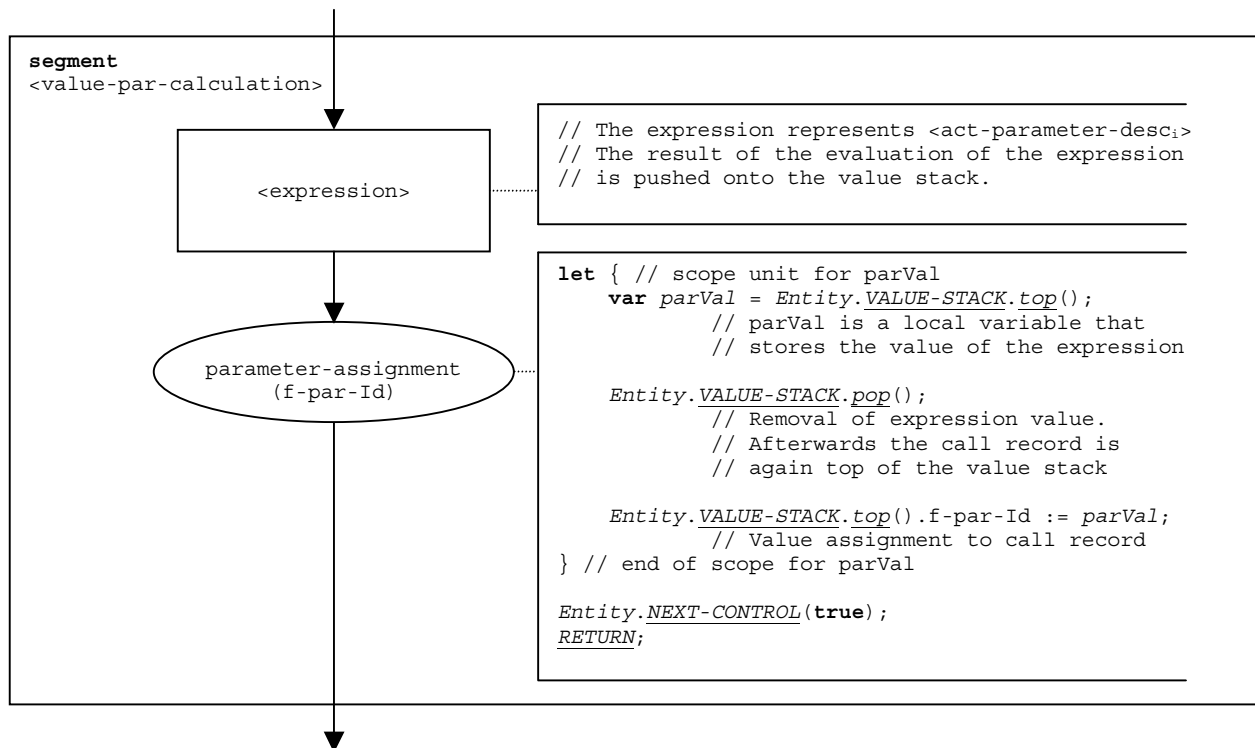 segment
<value-par-calculation>
<expression>
// The expression represents <act-parameter-descᵢ>
// The result of the evaluation of the expression
// is pushed onto the value stack.
parameter-assignment
(f-par-Id)
let { // scope unit for parVal
var parVal = Entity.VALUE-STACK.top();
// parVal is a local variable that
// stores the value of the expression
Entity.VALUE-STACK.pop();
// Removal of expression value.
// Afterwards the call record is
// again top of the value stack
Entity.VALUE-STACK.top().f-par-Id := parVal;
// Value assignment to call record
} // end of scope for parVal
Entity.NEXT-CONTROL(true);
RETURN;